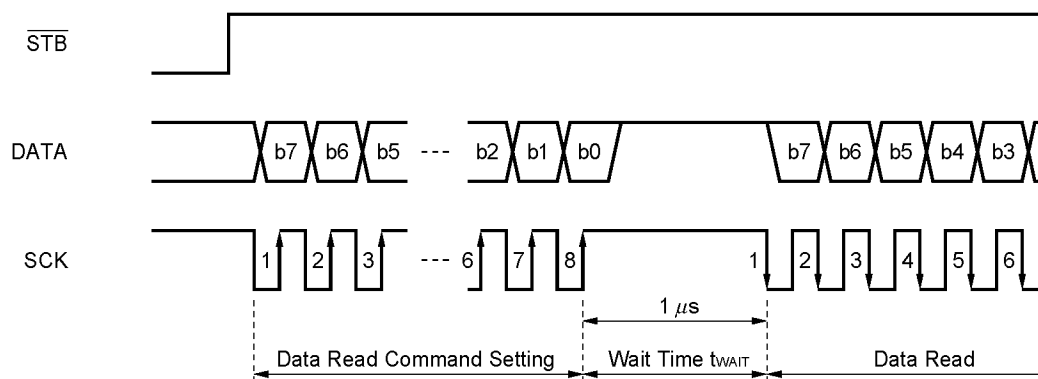 STB
DATA b7 b6 b5 --- b2 b1 b0 b7 b6 b5 b4 b3
SCK 1 2 3 --- 6 7 8 1 2 3 4 5 6
1 μs
Data Read Command Setting Wait Time tWAIT Data Read